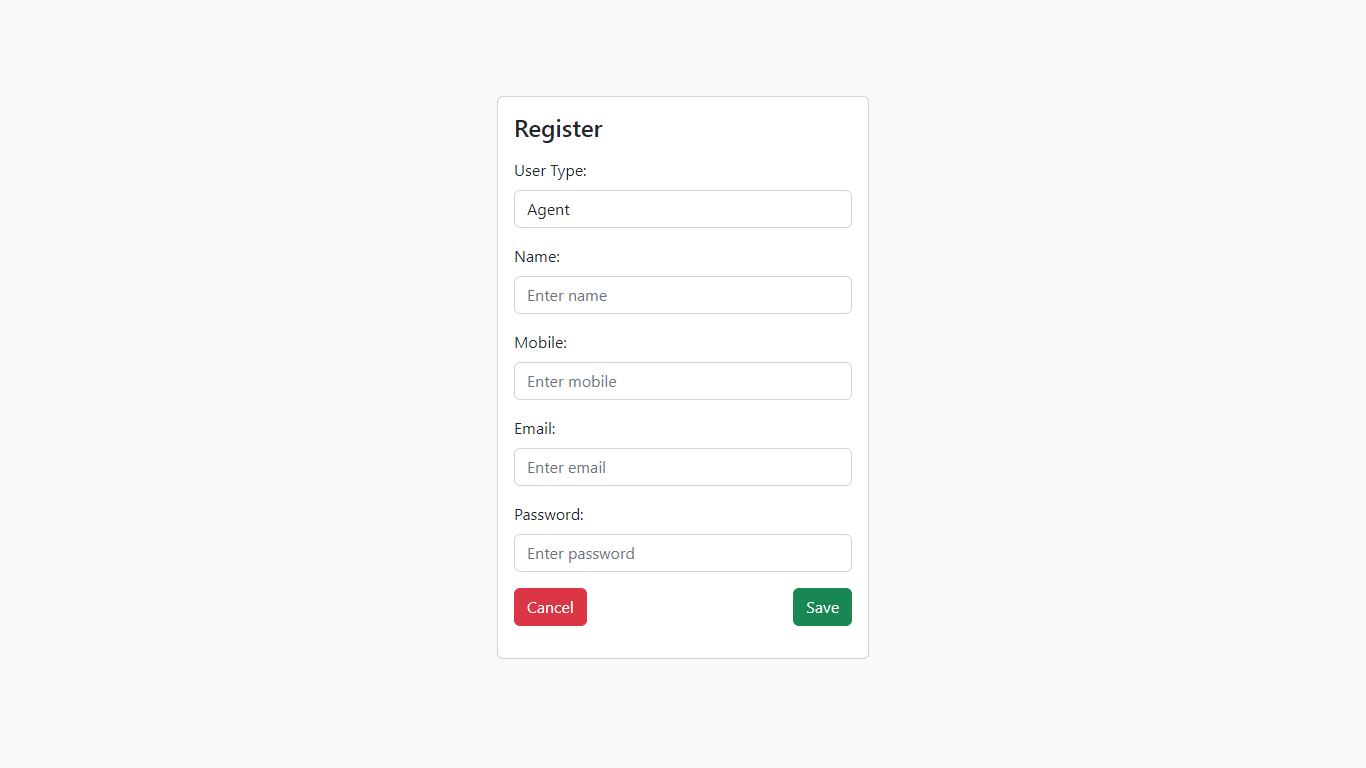 Register
User Type:
Agent
Name:
Enter name
Mobile:
Enter mobile
Email:
Enter email
Password:
Enter password
Cancel Save